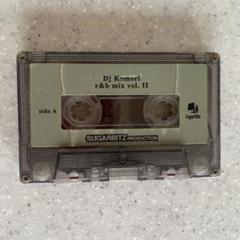 Dj Komori
r&b mix vol. II
side A
SUGARBITZ PRODUCTION